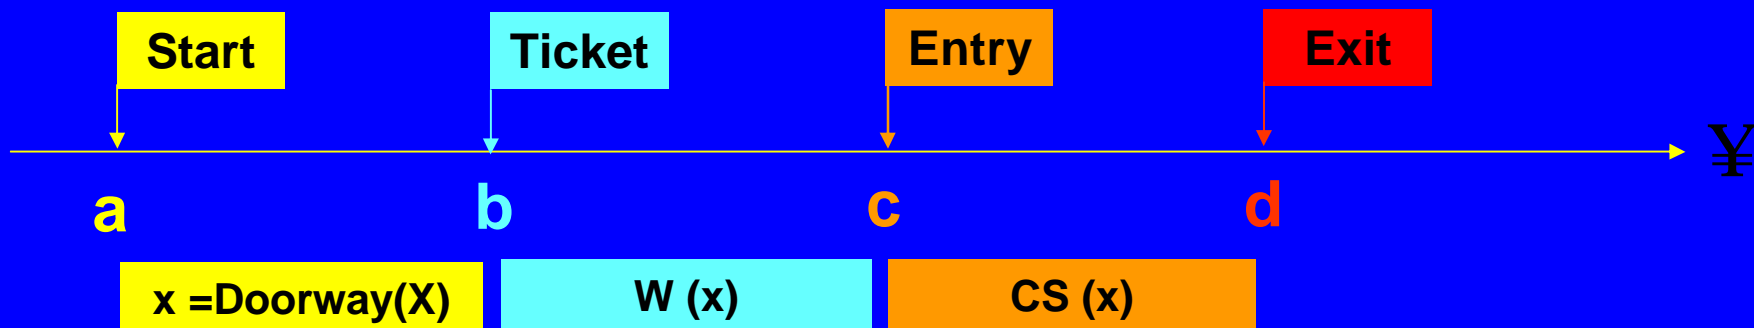 Start Ticket Entry Exit
¥
a b c d
x =Doorway(X) W (x) CS (x)